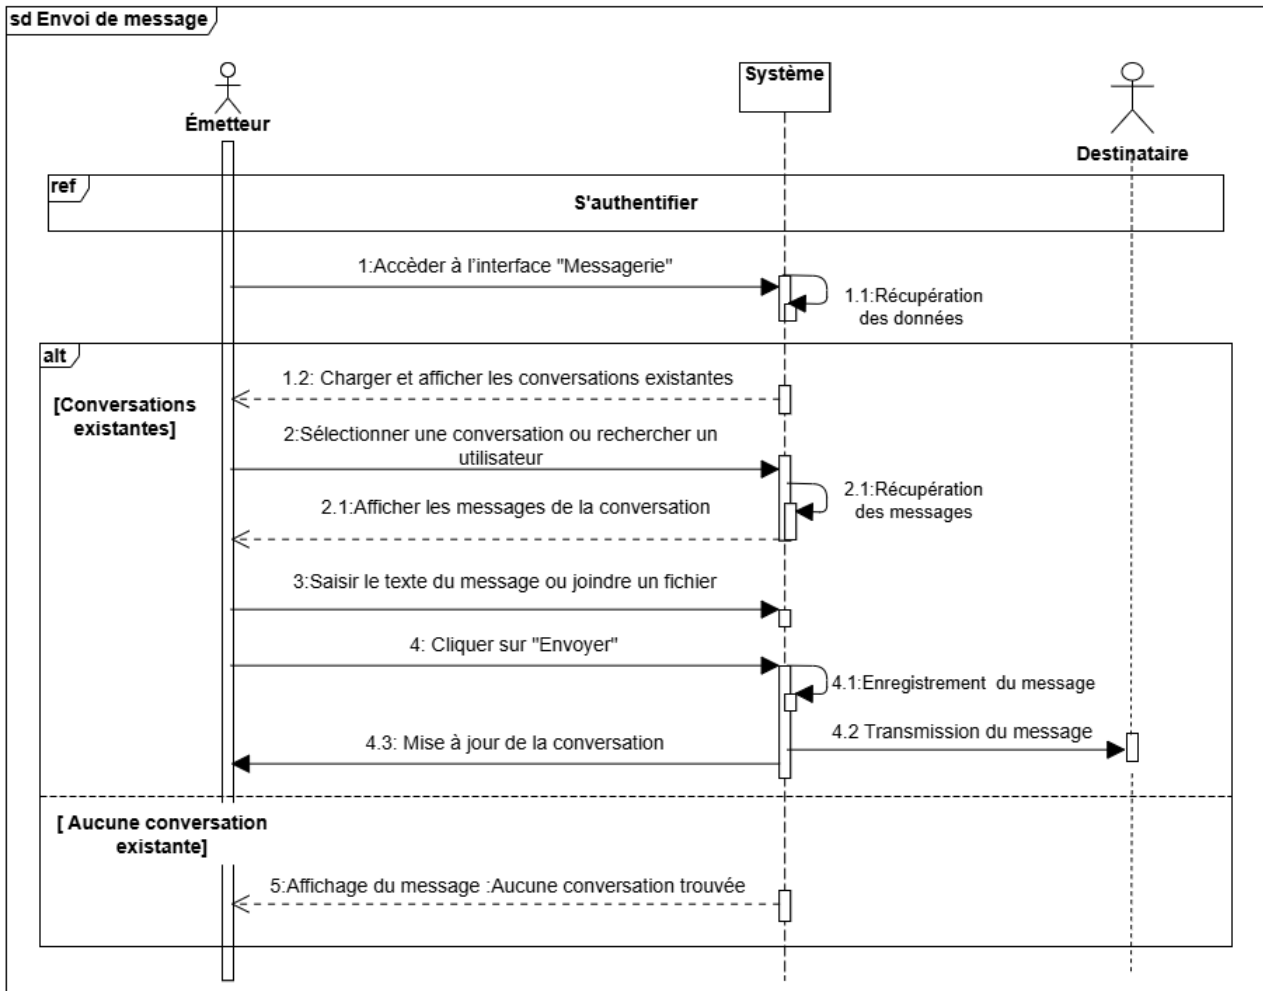 sd Envoi de message
Système
Émetteur
Destinataire
ref
S'authentifier
1:Accèder à l'interface "Messagerie"
1.1:Récupération
des données
alt
1.2: Charger et afficher les conversations existantes
[Conversations
existantes]
2:Sélectionner une conversation ou rechercher un
utilisateur
2.1:Récupération
des messages
2.1:Afficher les messages de la conversation
3:Saisir le texte du message ou joindre un fichier
4: Cliquer sur "Envoyer"
4.1:Enregistrement  du message
4.2 Transmission du message
4.3: Mise à jour de la conversation
[ Aucune conversation
existante]
5:Affichage du message :Aucune conversation trouvée